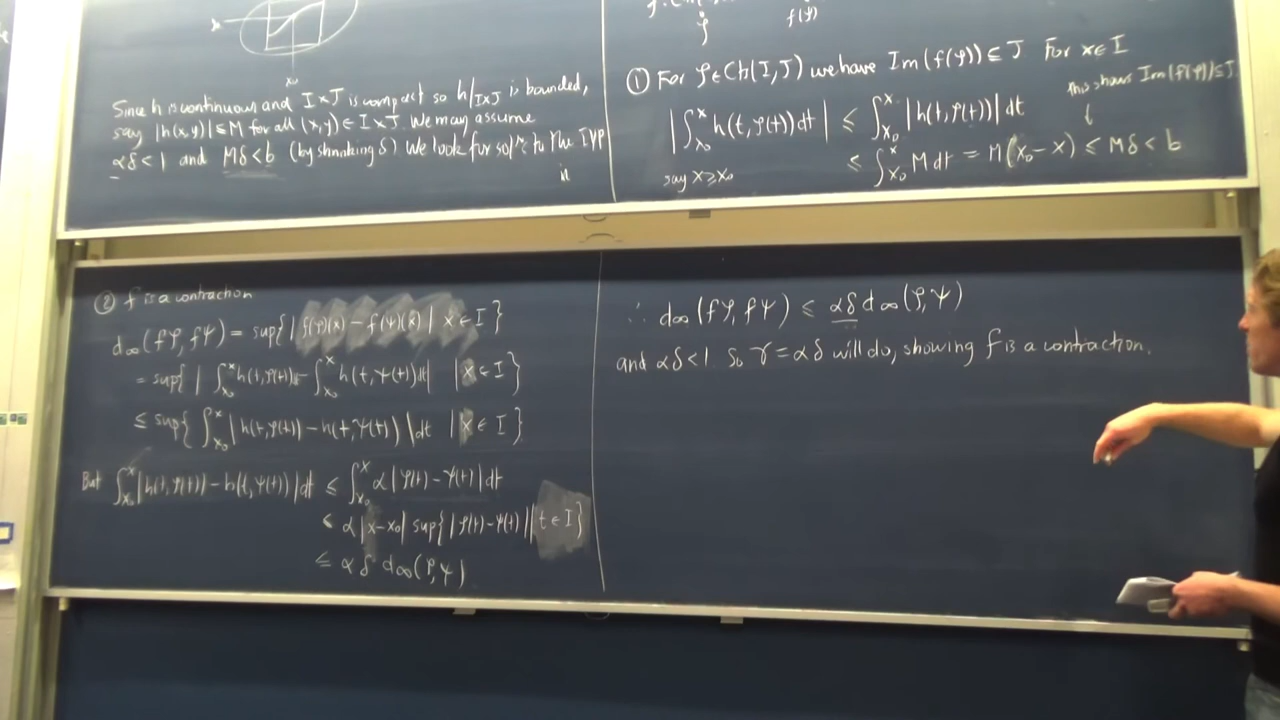 x₀
Since h is continuous and I×J is compact so h|_{I×J} is bounded,
say |h(x,y)| ≤ M for all (x,y) ∈ I×J. We may assume
αδ < 1 and Mδ < b (by shrinking δ) We look for solⁿs to the IVP
in
f(φ)
① For φ ∈ Ch(I,J) we have Im(f(φ)) ⊆ J For x ∈ I
this shows Im(f(φ)) ⊆ J
|∫_{x₀}^{x} h(t,φ(t))dt| ≤ ∫_{x₀}^{x} |h(t,φ(t))| dt
≤ ∫_{x₀}^{x} M dt = M(x₀ - x) ≤ Mδ < b
say x ≥ x₀
② f is a contraction
d∞(fφ, fψ) = sup{ | f(φ)(x) - f(ψ)(x) | x ∈ I }
= sup{ | ∫_{x₀}^{x} h(t,φ(t)) - ∫_{x₀}^{x} h(t,ψ(t))dt | | x ∈ I }
≤ sup{ ∫_{x₀}^{x} | h(t,φ(t)) - h(t,ψ(t)) | dt | x ∈ I }
But ∫_{x₀}^{x} |h(t,φ(t)) - h(t,ψ(t))| dt ≤ ∫_{x₀}^{x} α | φ(t) - ψ(t) | dt
≤ α |x-x₀| sup{ | φ(t) - ψ(t) | | t ∈ I }
≤ α δ d∞(φ,ψ)
∴ d∞(fφ, fψ) ≤ αδ d∞(φ,ψ)
and αδ < 1 so γ = αδ will do, showing f is a contraction.